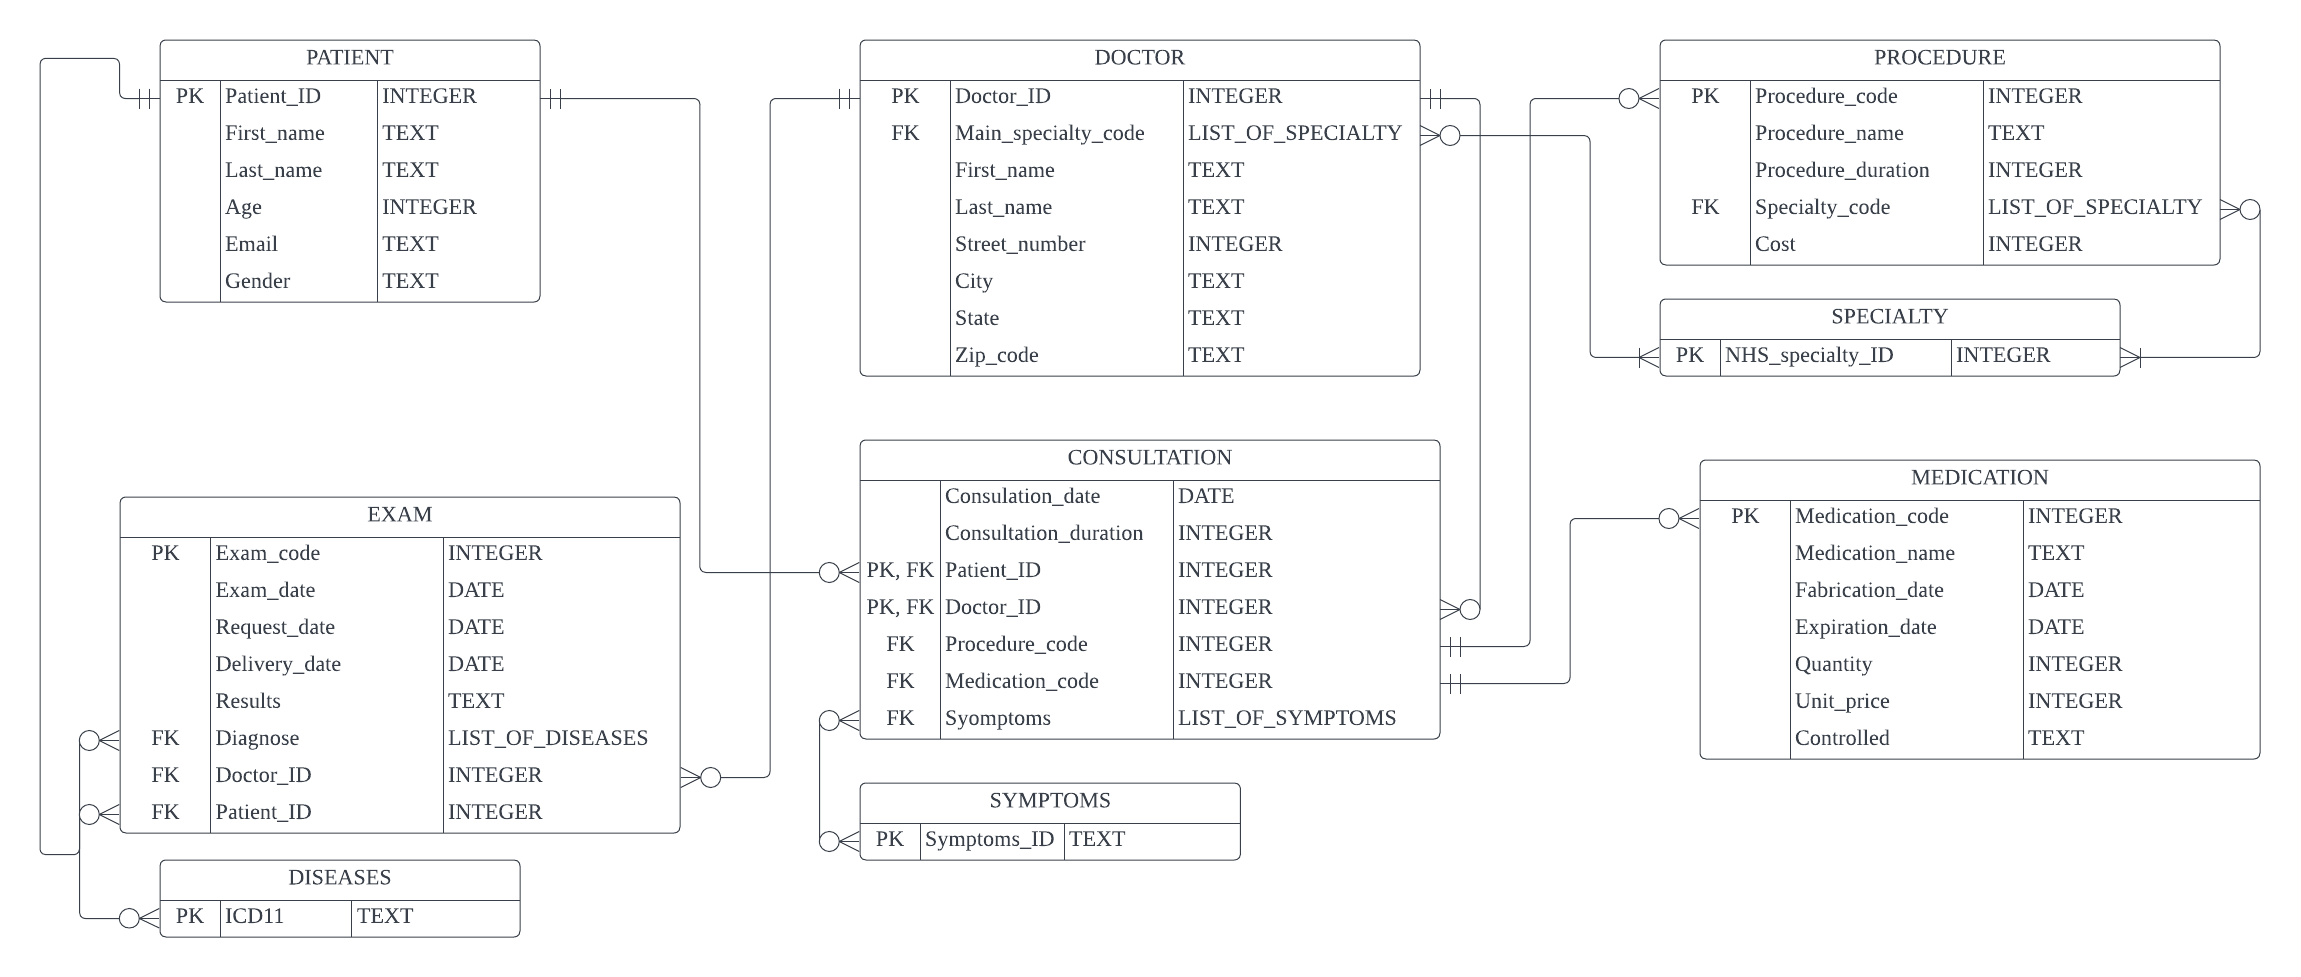 PATIENT
PK Patient_ID INTEGER
First_name TEXT
Last_name TEXT
Age INTEGER
Email TEXT
Gender TEXT
DOCTOR
PK Doctor_ID INTEGER
FK Main_specialty_code LIST_OF_SPECIALTY
First_name TEXT
Last_name TEXT
Street_number INTEGER
City TEXT
State TEXT
Zip_code TEXT
PROCEDURE
PK Procedure_code INTEGER
Procedure_name TEXT
Procedure_duration INTEGER
FK Specialty_code LIST_OF_SPECIALTY
Cost INTEGER
SPECIALTY
PK NHS_specialty_ID INTEGER
EXAM
PK Exam_code INTEGER
Exam_date DATE
Request_date DATE
Delivery_date DATE
Results TEXT
FK Diagnose LIST_OF_DISEASES
FK Doctor_ID INTEGER
FK Patient_ID INTEGER
CONSULTATION
Consulation_date DATE
Consultation_duration INTEGER
PK, FK Patient_ID INTEGER
PK, FK Doctor_ID INTEGER
FK Procedure_code INTEGER
FK Medication_code INTEGER
FK Syomptoms LIST_OF_SYMPTOMS
MEDICATION
PK Medication_code INTEGER
Medication_name TEXT
Fabrication_date DATE
Expiration_date DATE
Quantity INTEGER
Unit_price INTEGER
Controlled TEXT
SYMPTOMS
PK Symptoms_ID TEXT
DISEASES
PK ICD11 TEXT